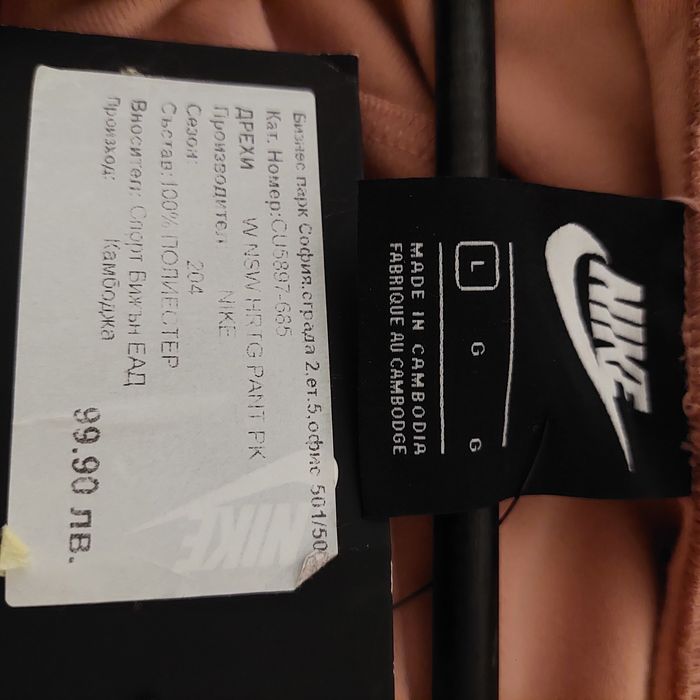 Бизнес парк София,сграда 2,ет.5,офис 501/50
Кат. Номер:CU5897-685
ДРЕХИ W NSW HRTG PANT PK
Производител NIKE
Сезон: 204
Състав: 100% ПОЛИЕСТЕР
Вносител: Спорт Бижън ЕАД
Произход: Камбоджа
99.90 лв.
NIKE
NIKE
L G G
MADE IN CAMBODIA
FABRIQUE AU CAMBODGE